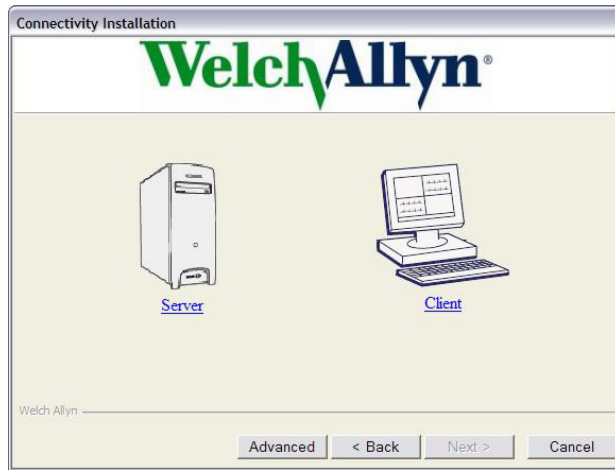 Connectivity Installation
WelchAllyn®
Server
Client
Welch Allyn
Advanced
< Back
Next >
Cancel